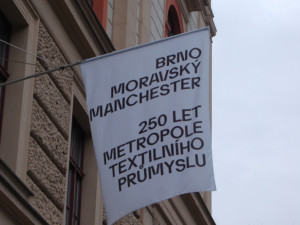 BRNO
MORAVSKÝ
MANCHESTER
250 LET
METROPOLE
TEXTILNÍHO
PRŮMYSLU